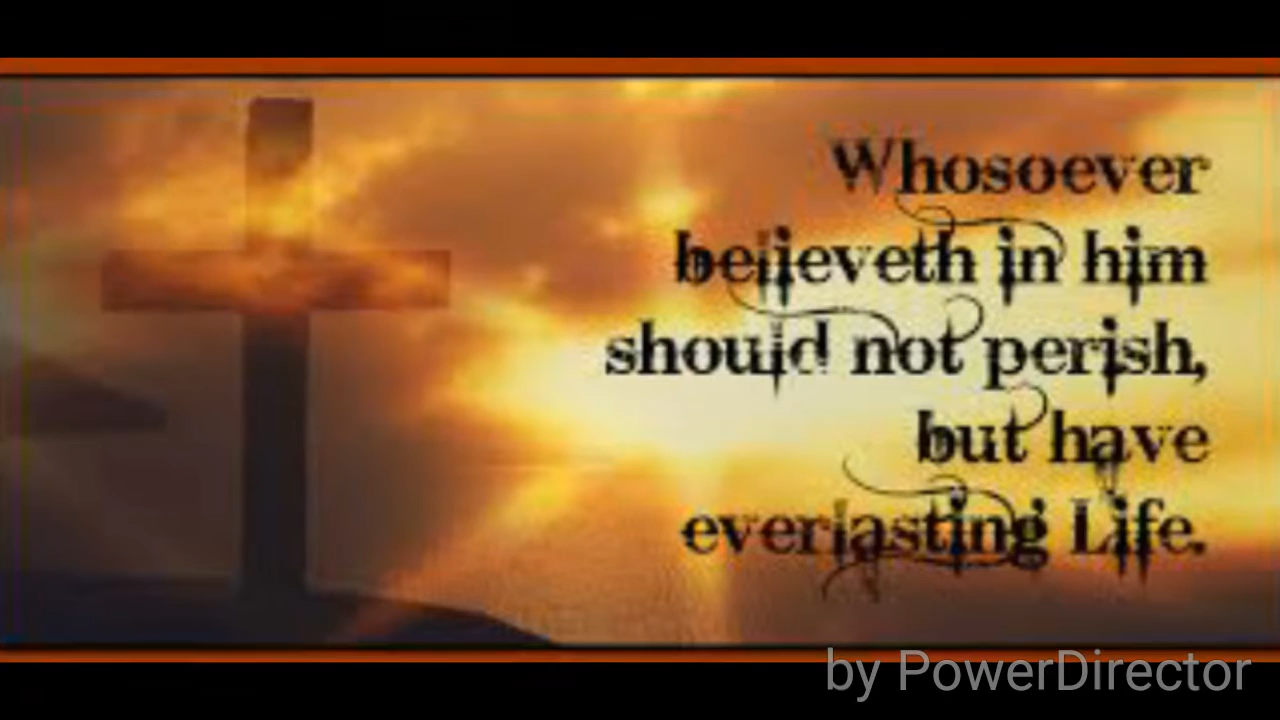 Whosoever
believeth in him
should not perish,
but have
everlasting Life.
by PowerDirector